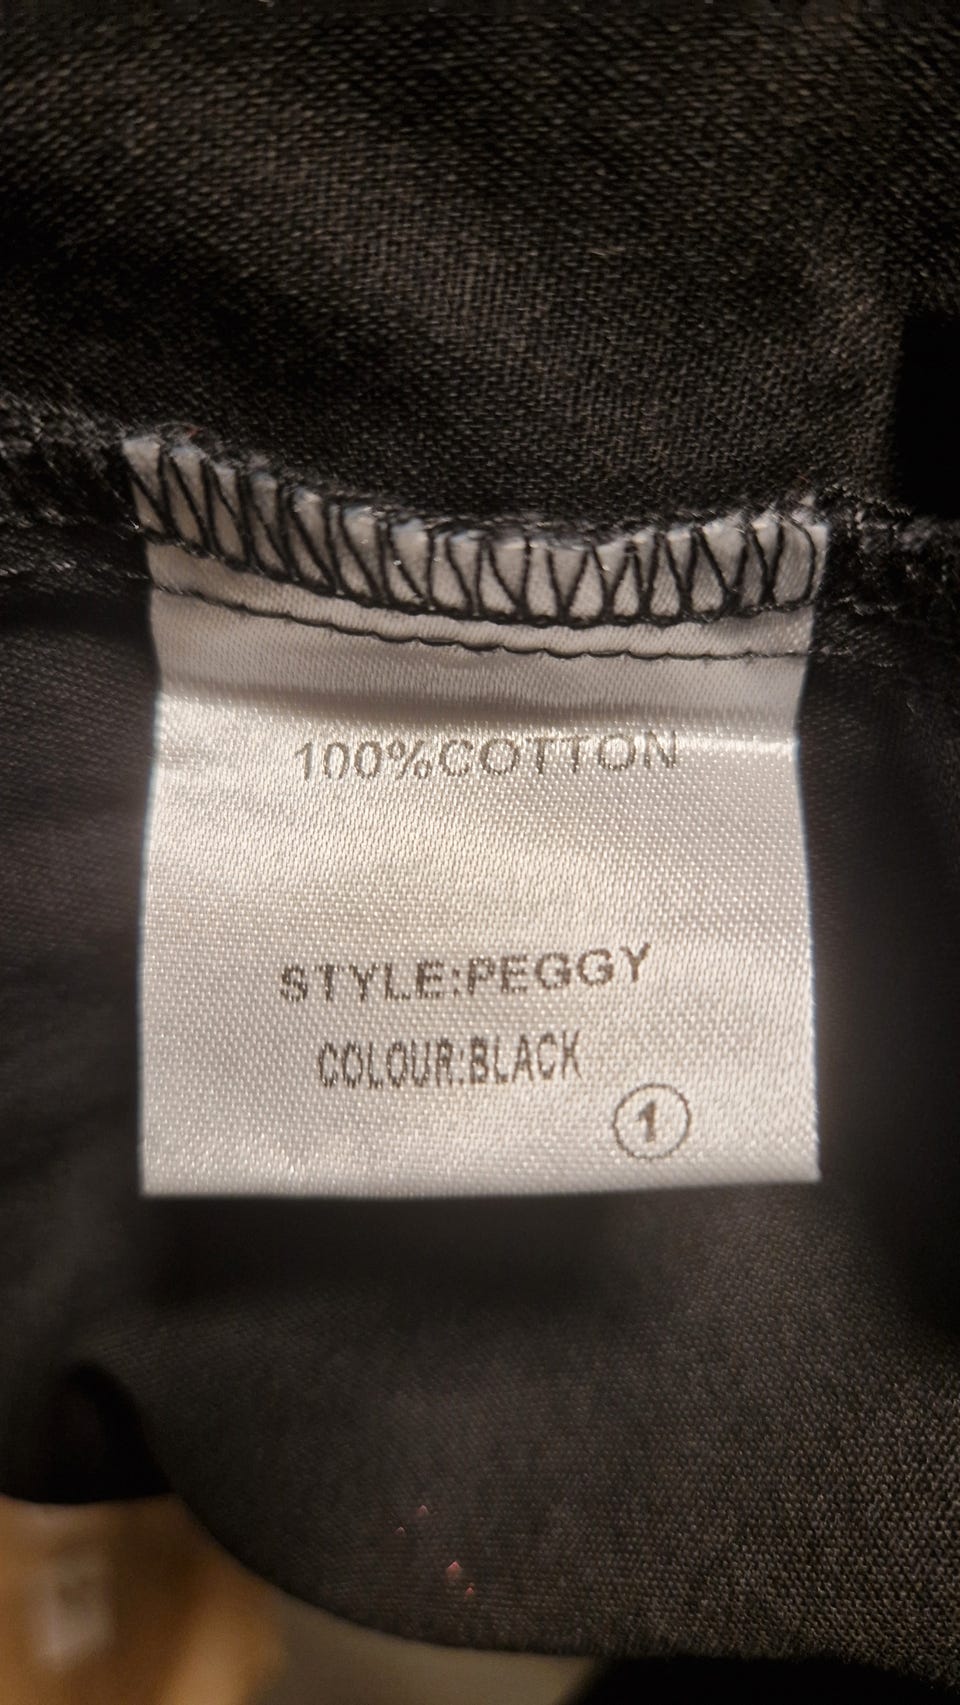 100%COTTON
STYLE:PEGGY
COLOUR:BLACK
1